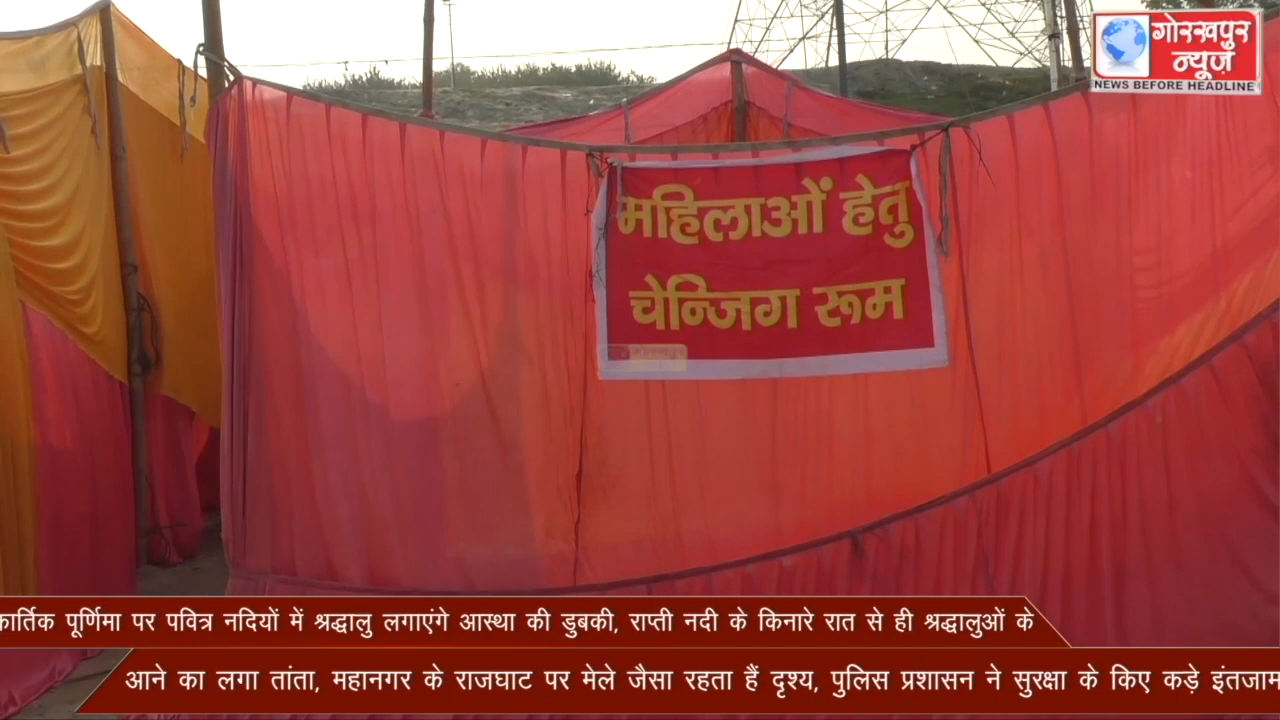 गोरखपुर
न्यूज़
NEWS BEFORE HEADLINE
महिलाओं हेतु
चेन्जिग रूम
कार्तिक पूर्णिमा पर पवित्र नदियों में श्रद्धालु लगाएंगे आस्था की डुबकी, राप्ती नदी के किनारे रात से ही श्रद्धालुओं के
आने का लगा तांता, महानगर के राजघाट पर मेले जैसा रहता हैं दृश्य, पुलिस प्रशासन ने सुरक्षा के किए कड़े इंतजाम